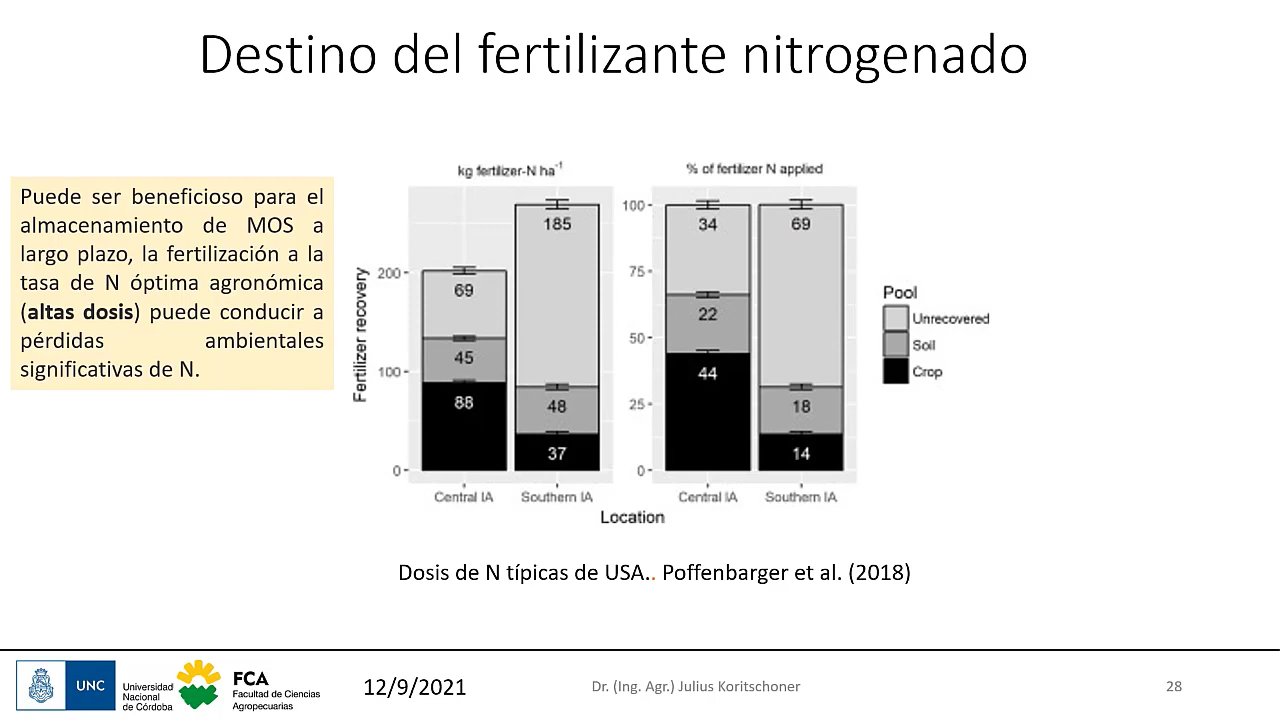 Destino del fertilizante nitrogenado
Puede ser beneficioso para el
almacenamiento de MOS a
largo plazo, la fertilización a la
tasa de N óptima agronómica
(altas dosis) puede conducir a
pérdidas ambientales
significativas de N.
kg fertilizer-N ha⁻¹
% of fertilizer N applied
Fertilizer recovery
200
100
0
69
45
88
185
48
37
100
75
50
25
0
34
22
44
69
18
14
Central IA
Southern IA
Central IA
Southern IA
Location
Pool
Unrecovered
Soil
Crop
Dosis de N típicas de USA.. Poffenbarger et al. (2018)
UNC
Universidad
Nacional
de Córdoba
FCA
Facultad de Ciencias
Agropecuarias
12/9/2021
Dr. (Ing. Agr.) Julius Koritschoner
28